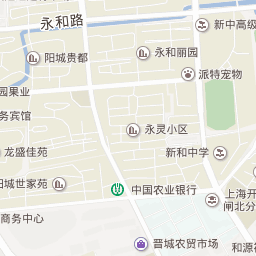 永和路
新中高级
阳城贵都
永和丽园
派特宠物
园果业
务宾馆
永灵小区
龙盛佳苑
新和中学
阳城世家苑
中国农业银行
上海开
闸北分
商务中心
晋城农贸市场
和源